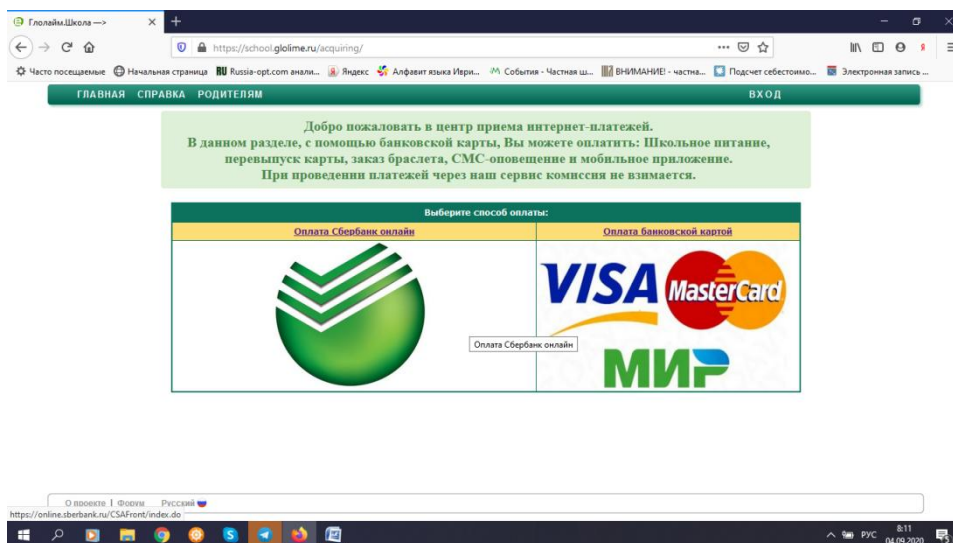 Глолайм.Школа —>
https://school.glolime.ru/acquiring/
Часто посещаемые Начальная страница Russia-opt.com анали... Яндекс Алфавит языка Иври... События - Частная ш... ВНИМАНИЕ! - частна... Подсчет себестоимо... Электронная запись ...
ГЛАВНАЯ СПРАВКА РОДИТЕЛЯМ ВХОД
Добро пожаловать в центр приема интернет-платежей.
В данном разделе, с помощью банковской карты, Вы можете оплатить: Школьное питание,
перевыпуск карты, заказ браслета, СМС-оповещение и мобильное приложение.
При проведении платежей через наш сервис комиссия не взимается.
Выберите способ оплаты:
Оплата Сбербанк онлайн Оплата банковской картой
VISA MasterCard
Оплата Сбербанк онлайн
МИР
О проекте | Форум Русский
https://online.sberbank.ru/CSAFront/index.do
РУС 8:11
04.09.2020